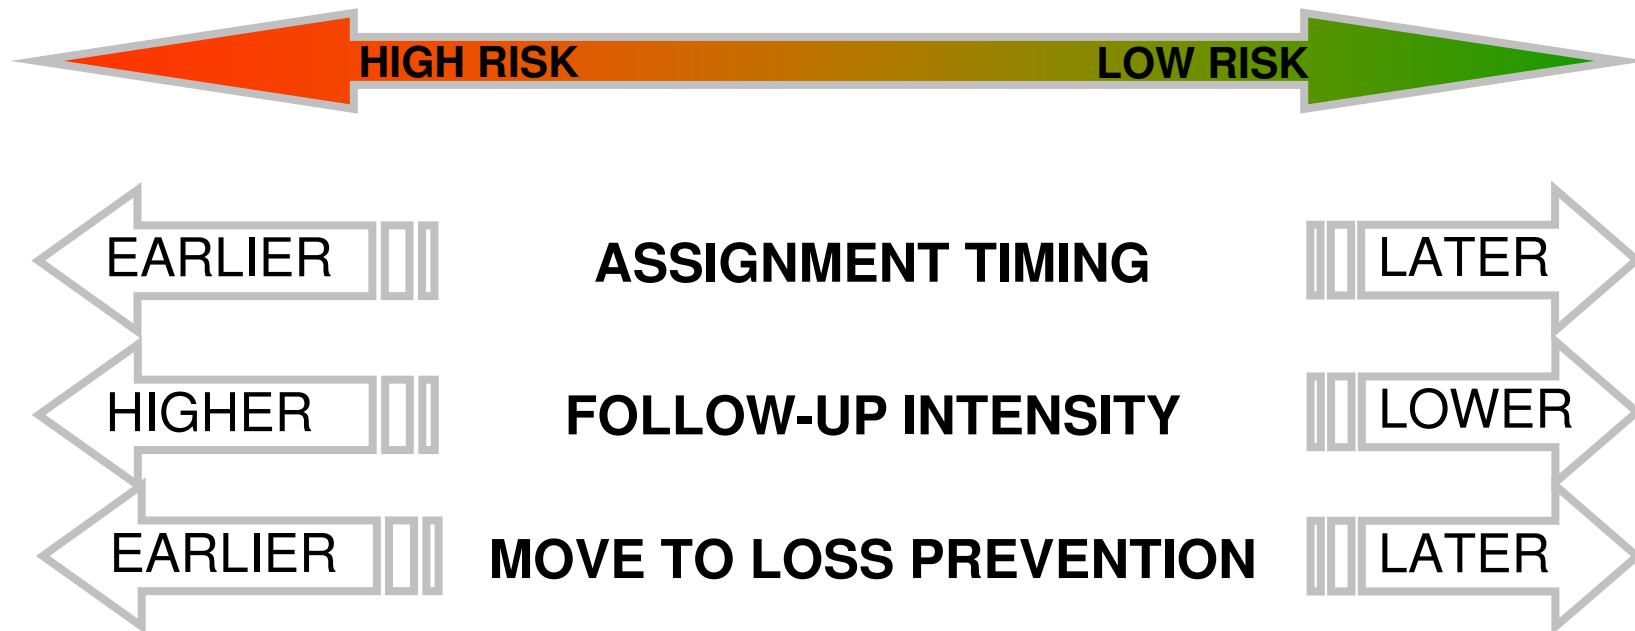 HIGH RISK LOW RISK
EARLIER ASSIGNMENT TIMING LATER
HIGHER FOLLOW-UP INTENSITY LOWER
EARLIER MOVE TO LOSS PREVENTION LATER